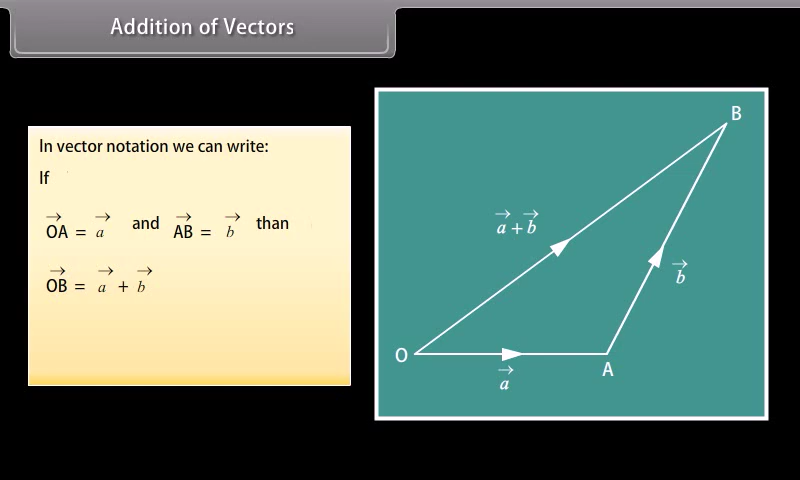 Addition of Vectors
In vector notation we can write:
If
→ → → →
OA = a and AB = b than
→ → →
OB = a + b
B
→ →
a + b
→
b
O
A
→
a